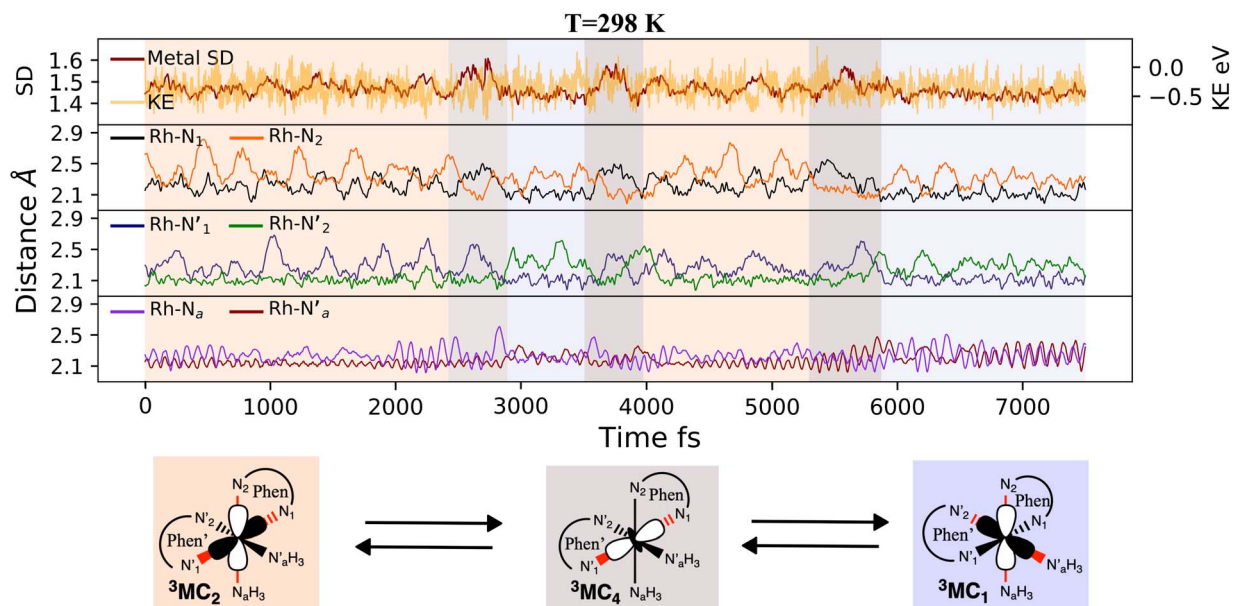 T=298 K
SD
1.6
1.5
1.4
Metal SD
KE
0.0
−0.5
KE eV
Distance Å
2.9
2.5
2.1
Rh-N₁ Rh-N₂
2.9
2.5
2.1
Rh-N'₁ Rh-N'₂
2.9
2.5
2.1
Rh-Nₐ Rh-N'ₐ
0 1000 2000 3000 4000 5000 6000 7000
Time fs
N₂
Phen
N₁
N'₂
Phen'
N'₁
N'ₐH₃
NₐH₃
³MC₂
N₂
Phen
N₁
N'₂
Phen'
N'₁
N'ₐH₃
NₐH₃
³MC₄
N₂
Phen
N₁
N'₂
Phen'
N'₁
N'ₐH₃
NₐH₃
³MC₁